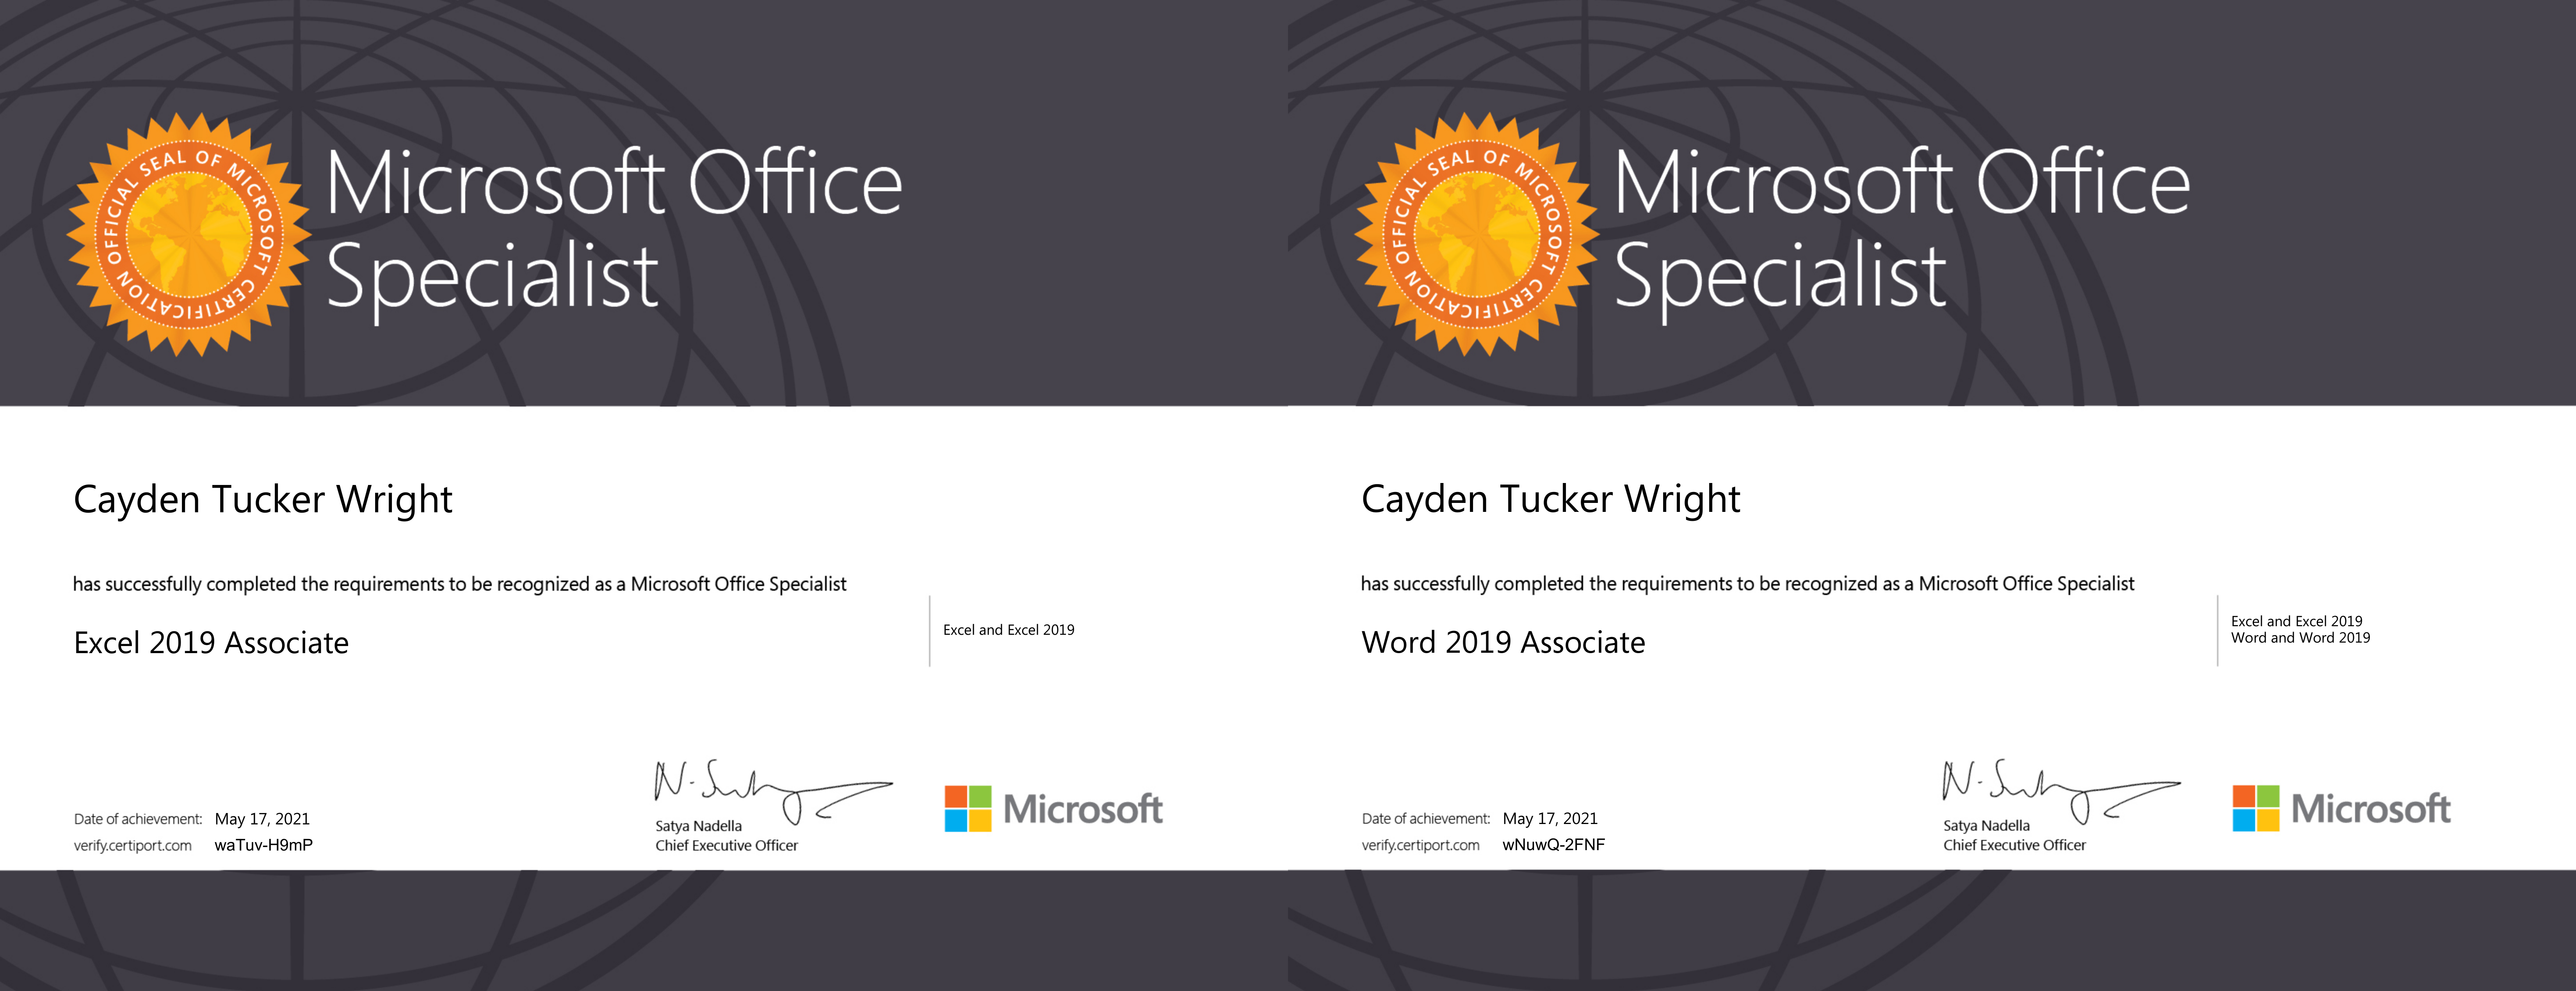 OFFICIAL SEAL OF MICROSOFT CERTIFICATION
Microsoft Office
Specialist
Cayden Tucker Wright
has successfully completed the requirements to be recognized as a Microsoft Office Specialist
Excel 2019 Associate
Excel and Excel 2019
Date of achievement: May 17, 2021
verify.certiport.com waTuv-H9mP
Satya Nadella
Chief Executive Officer
Microsoft
OFFICIAL SEAL OF MICROSOFT CERTIFICATION
Microsoft Office
Specialist
Cayden Tucker Wright
has successfully completed the requirements to be recognized as a Microsoft Office Specialist
Word 2019 Associate
Excel and Excel 2019
Word and Word 2019
Date of achievement: May 17, 2021
verify.certiport.com wNuwQ-2FNF
Satya Nadella
Chief Executive Officer
Microsoft